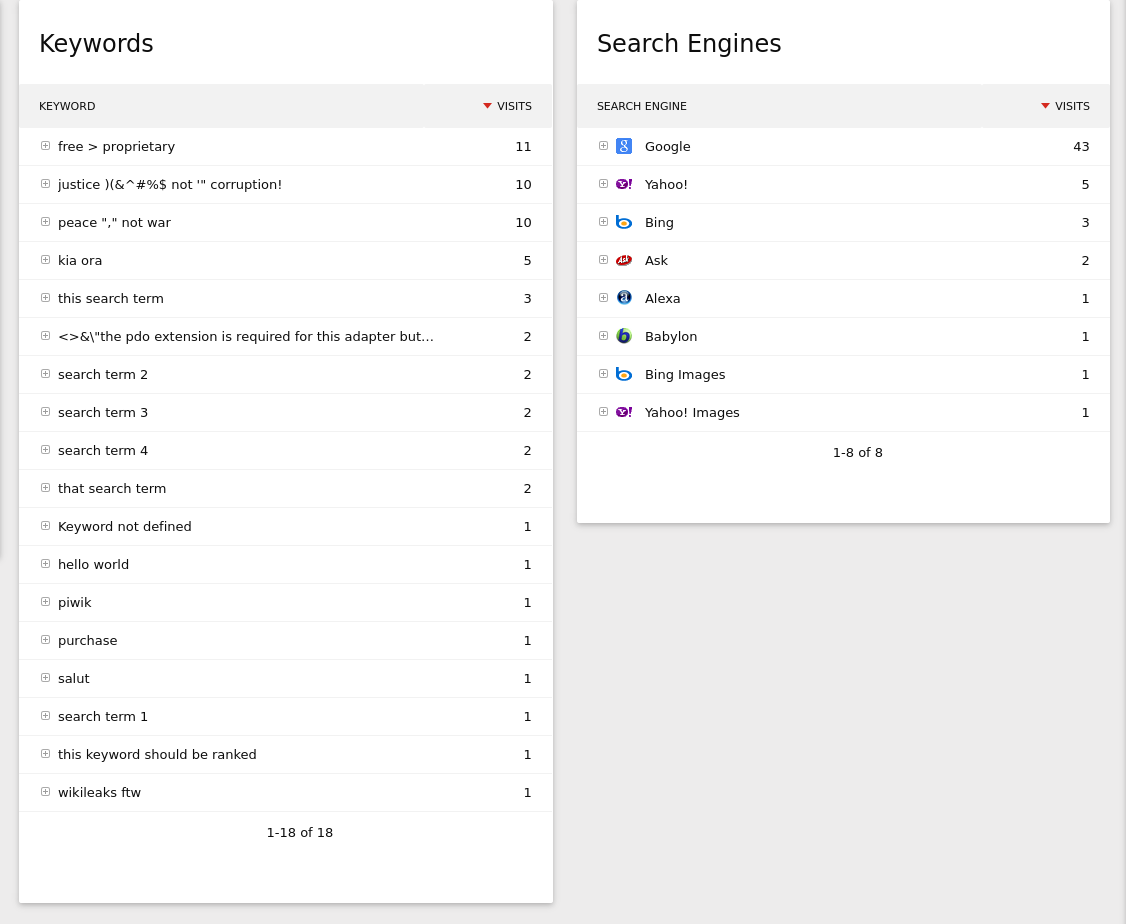 Keywords
KEYWORD VISITS
free > proprietary 11
justice )(&^#%$ not '" corruption! 10
peace "," not war 10
kia ora 5
this search term 3
<>&\"the pdo extension is required for this adapter but... 2
search term 2 2
search term 3 2
search term 4 2
that search term 2
Keyword not defined 1
hello world 1
piwik 1
purchase 1
salut 1
search term 1 1
this keyword should be ranked 1
wikileaks ftw 1
1-18 of 18
Search Engines
SEARCH ENGINE VISITS
Google 43
Yahoo! 5
Bing 3
Ask 2
Alexa 1
Babylon 1
Bing Images 1
Yahoo! Images 1
1-8 of 8